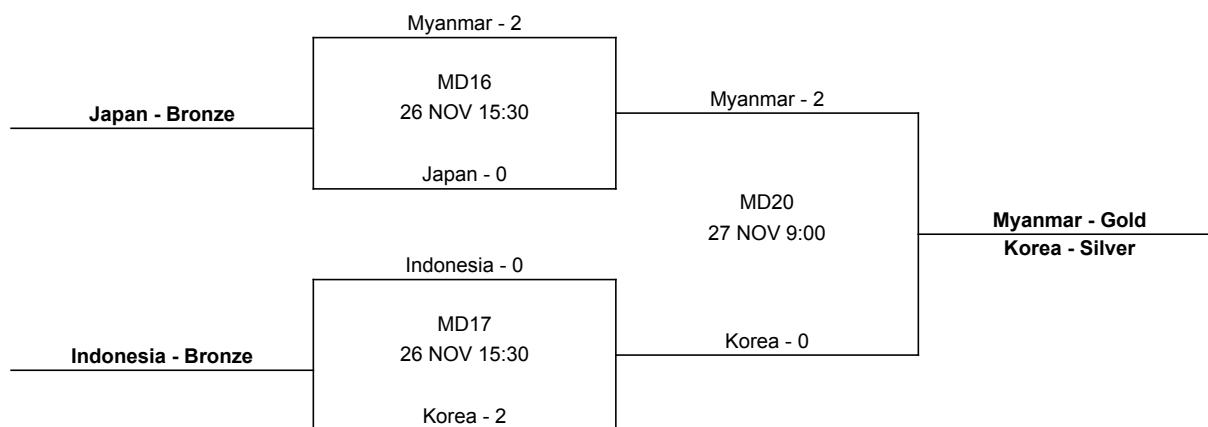 Myanmar - 2
MD16
26 NOV 15:30
Japan - Bronze
Myanmar - 2
Japan - 0
MD20
27 NOV 9:00
Myanmar - Gold
Korea - Silver
Indonesia - 0
MD17
26 NOV 15:30
Indonesia - Bronze
Korea - 0
Korea - 2